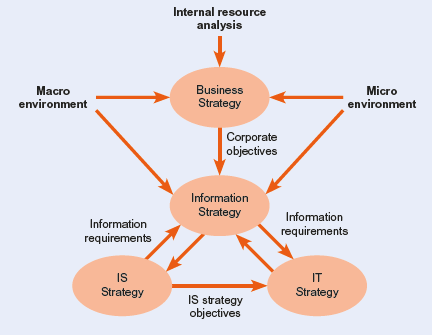 Internal resource
analysis
Macro
environment
Business
Strategy
Micro
environment
Corporate
objectives
Information
Strategy
Information
requirements
Information
requirements
IS
Strategy
IS strategy
objectives
IT
Strategy